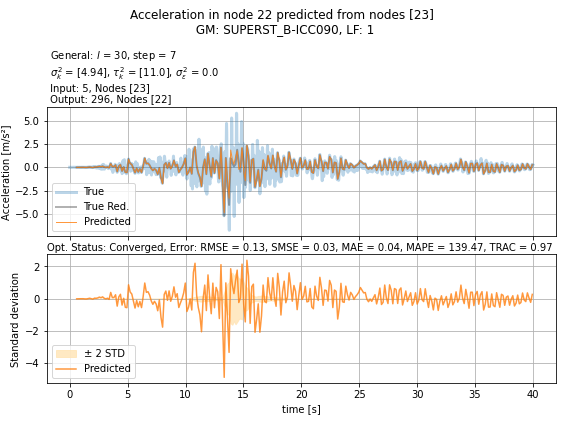 Acceleration in node 22 predicted from nodes [23]
GM: SUPERST_B-ICC090, LF: 1
General: l = 30, step = 7
σ²ₖ = [4.94], τ²ₖ = [11.0], σ²ₑ = 0.0
Input: 5, Nodes [23]
Output: 296, Nodes [22]
Acceleration [m/s²]
5.0
2.5
0.0
−2.5
−5.0
True
True Red.
Predicted
Opt. Status: Converged, Error: RMSE = 0.13, SMSE = 0.03, MAE = 0.04, MAPE = 139.47, TRAC = 0.97
Standard deviation
2
0
−2
−4
± 2 STD
Predicted
0 5 10 15 20 25 30 35 40
time [s]